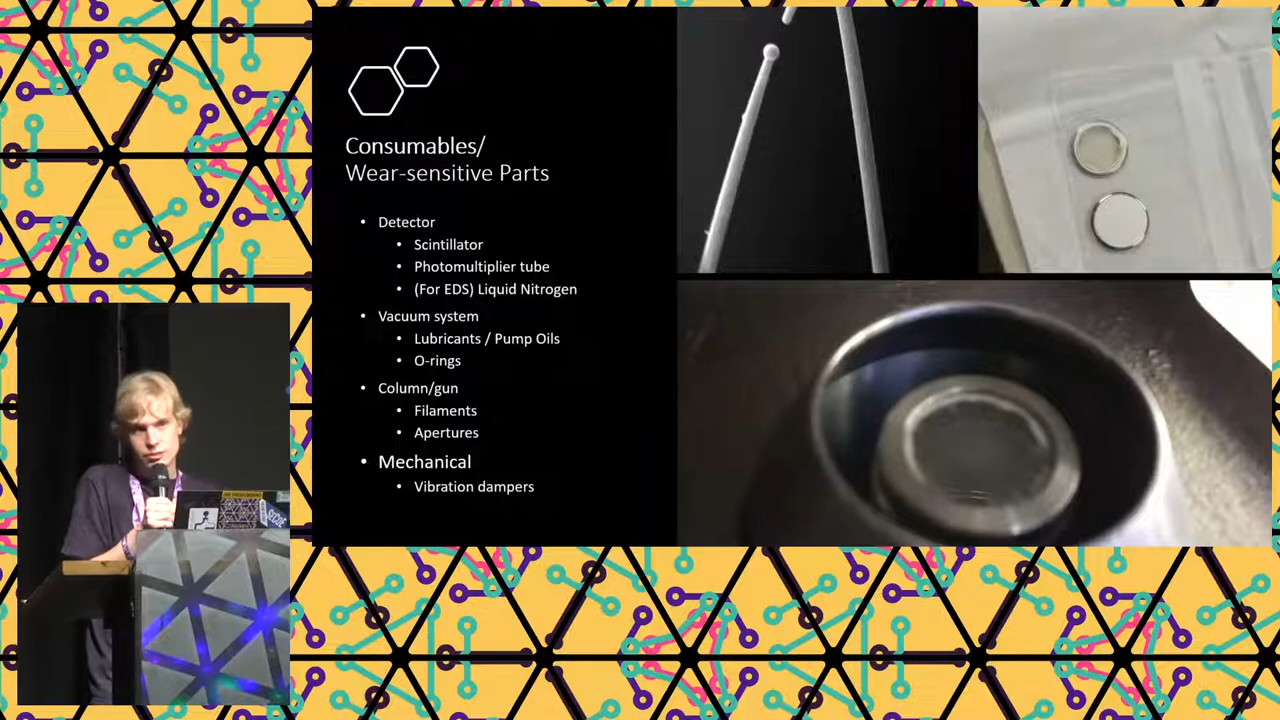 Consumables/
Wear-sensitive Parts
• Detector
• Scintillator
• Photomultiplier tube
• (For EDS) Liquid Nitrogen
• Vacuum system
• Lubricants / Pump Oils
• O-rings
• Column/gun
• Filaments
• Apertures
• Mechanical
• Vibration dampers